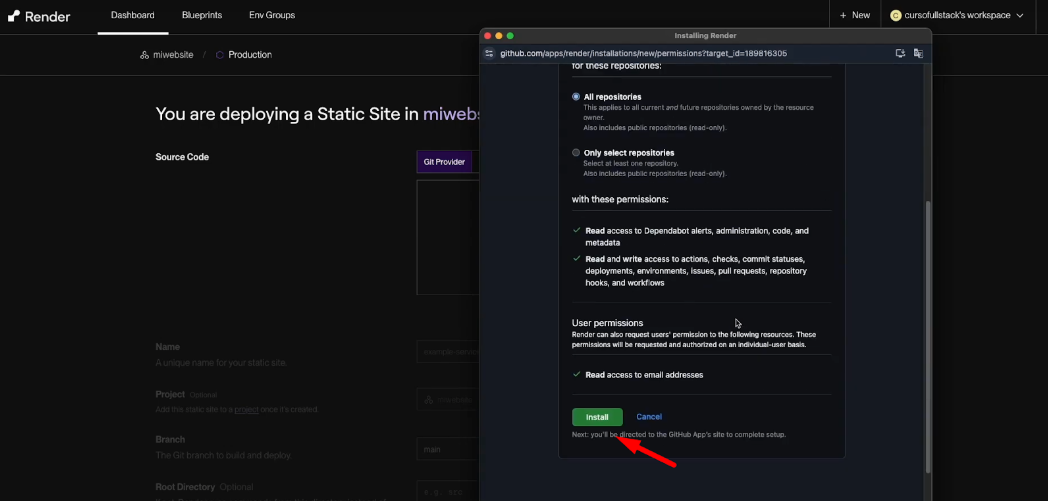 Render
Dashboard
Blueprints
Env Groups
+ New
C cursofullstack's workspace
miwebsite / Production
Installing Render
github.com/apps/render/installations/new/permissions?target_id=189816305
for these repositories:
You are deploying a Static Site in miwebs
Source Code
Git Provider
All repositories
This applies to all current and future repositories owned by the resource
owner.
Also includes public repositories (read-only).
Only select repositories
Select at least one repository.
Also includes public repositories (read-only).
with these permissions:
Read access to Dependabot alerts, administration, code, and
metadata
Read and write access to actions, checks, commit statuses,
deployments, environments, issues, pull requests, repository
hooks, and workflows
User permissions
Render can also request users' permission to the following resources. These
permissions will be requested and authorized on an individual-user basis.
Read access to email addresses
Install
Cancel
Next: you'll be directed to the GitHub App's site to complete setup.
Name
A unique name for your static site.
Project Optional
Add this static site to a project once it's created.
Branch
The Git branch to build and deploy.
main
Root Directory Optional